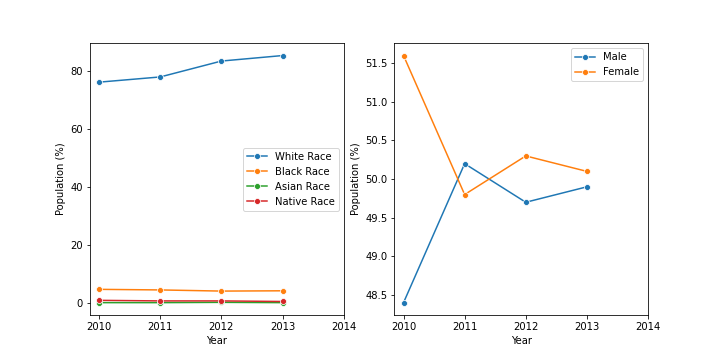 80
60
40
20
0
Population (%)
2010 2011 2012 2013 2014
Year
White Race
Black Race
Asian Race
Native Race
51.5
51.0
50.5
50.0
49.5
49.0
48.5
Population (%)
2010 2011 2012 2013 2014
Year
Male
Female